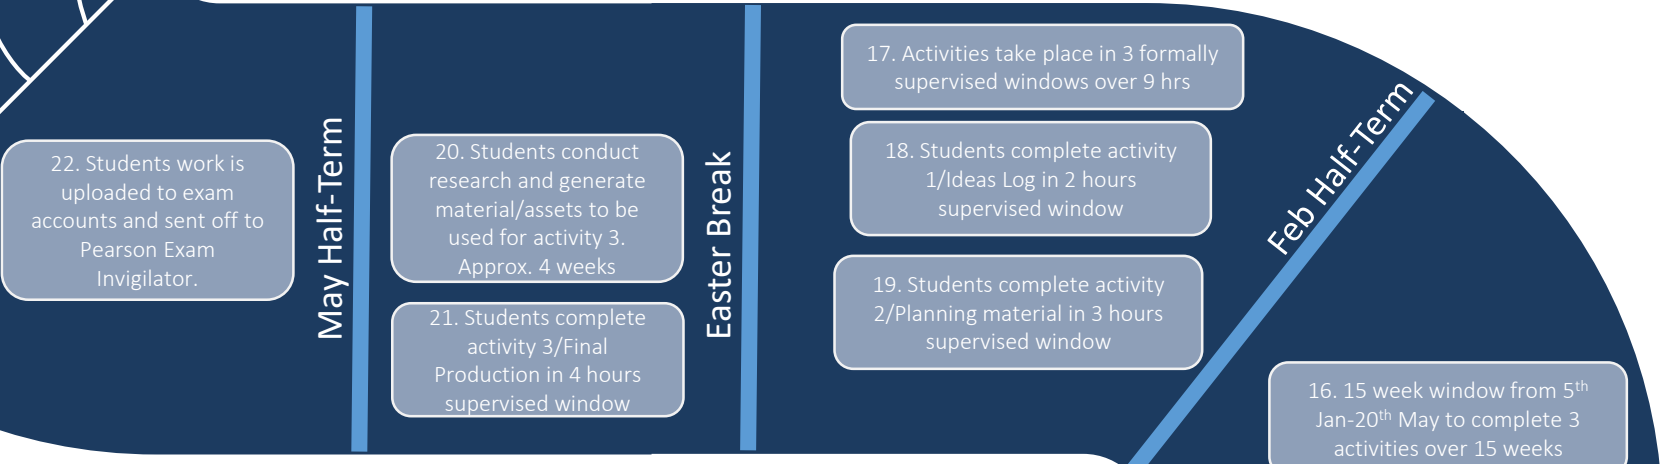 17. Activities take place in 3 formally
supervised windows over 9 hrs
18. Students complete activity
1/Ideas Log in 2 hours
supervised window
19. Students complete activity
2/Planning material in 3 hours
supervised window
Feb Half-Term
16. 15 week window from 5th
Jan-20th May to complete 3
activities over 15 weeks
Easter Break
20. Students conduct
research and generate
material/assets to be
used for activity 3.
Approx. 4 weeks
21. Students complete
activity 3/Final
Production in 4 hours
supervised window
May Half-Term
22. Students work is
uploaded to exam
accounts and sent off to
Pearson Exam
Invigilator.